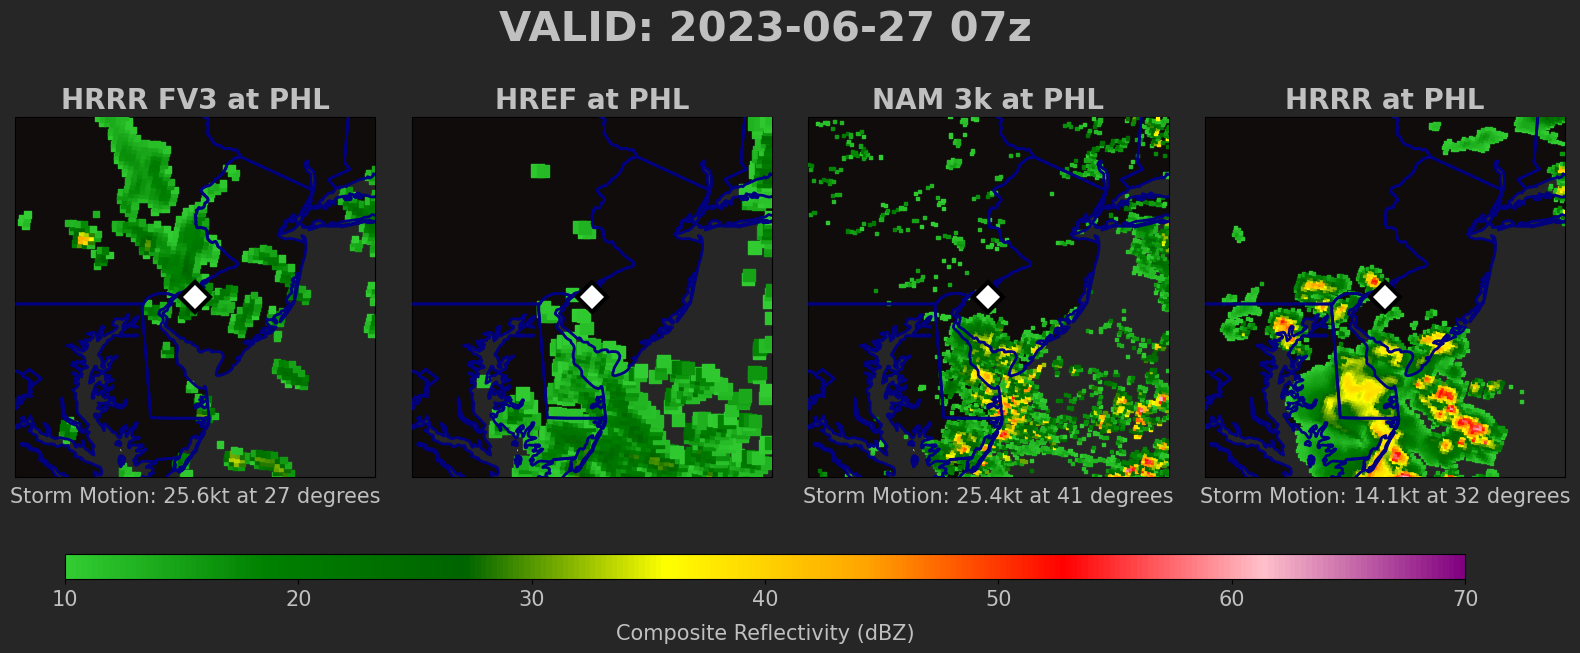 VALID: 2023-06-27 07z
HRRR FV3 at PHL
HREF at PHL
NAM 3k at PHL
HRRR at PHL
Storm Motion: 25.6kt at 27 degrees
Storm Motion: 25.4kt at 41 degrees
Storm Motion: 14.1kt at 32 degrees
10 20 30 40 50 60 70
Composite Reflectivity (dBZ)